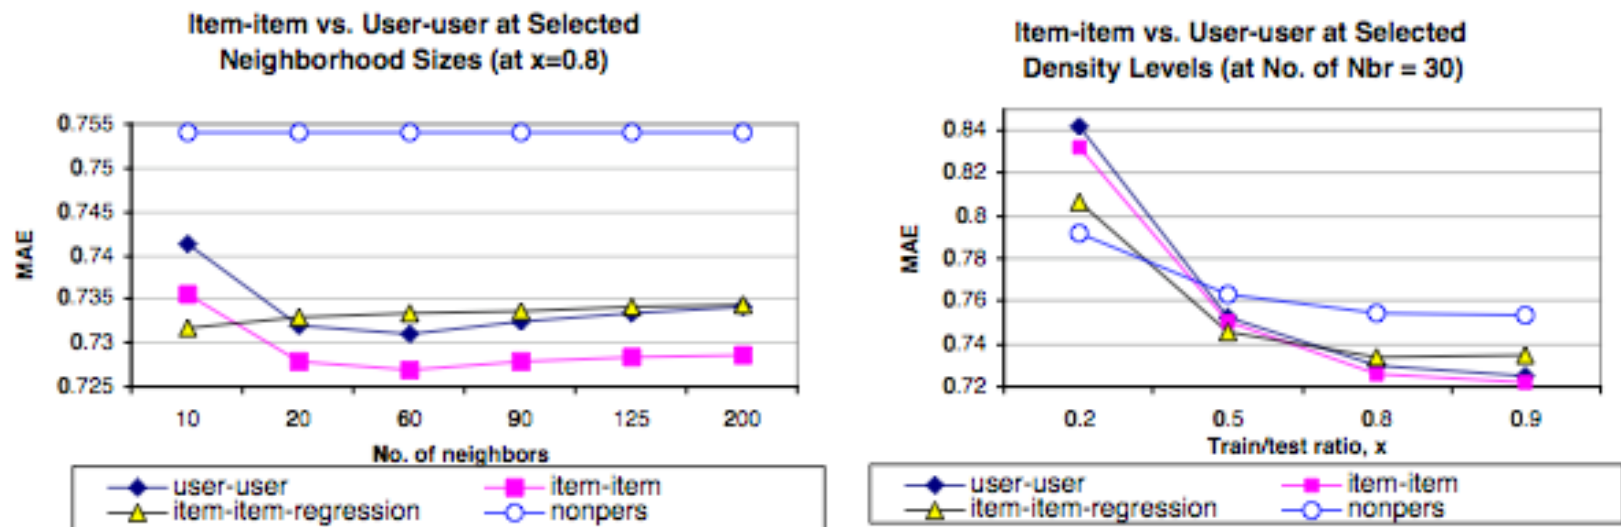 Item-item vs. User-user at Selected
Neighborhood Sizes (at x=0.8)
0.755
0.75
0.745
0.74
0.735
0.73
0.725
MAE
10 20 60 90 125 200
No. of neighbors
user-user item-item
item-item-regression nonpers
Item-item vs. User-user at Selected
Density Levels (at No. of Nbr = 30)
0.84
0.82
0.8
0.78
0.76
0.74
0.72
MAE
0.2 0.5 0.8 0.9
Train/test ratio, x
user-user item-item
item-item-regression nonpers